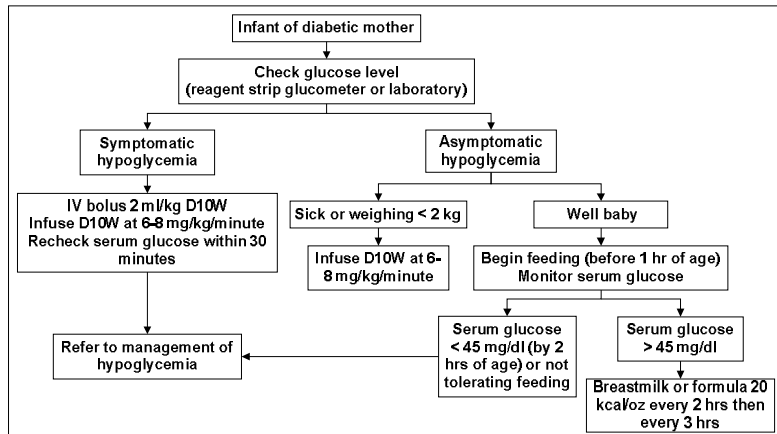 Infant of diabetic mother
Check glucose level
(reagent strip glucometer or laboratory)
Symptomatic
hypoglycemia
Asymptomatic
hypoglycemia
IV bolus 2 ml/kg D10W
Infuse D10W at 6-8 mg/kg/minute
Recheck serum glucose within 30
minutes
Sick or weighing < 2 kg
Well baby
Infuse D10W at 6-
8 mg/kg/minute
Begin feeding (before 1 hr of age)
Monitor serum glucose
Refer to management of
hypoglycemia
Serum glucose
< 45 mg/dl (by 2
hrs of age) or not
tolerating feeding
Serum glucose
> 45 mg/dl
Breastmilk or formula 20
kcal/oz every 2 hrs then
every 3 hrs